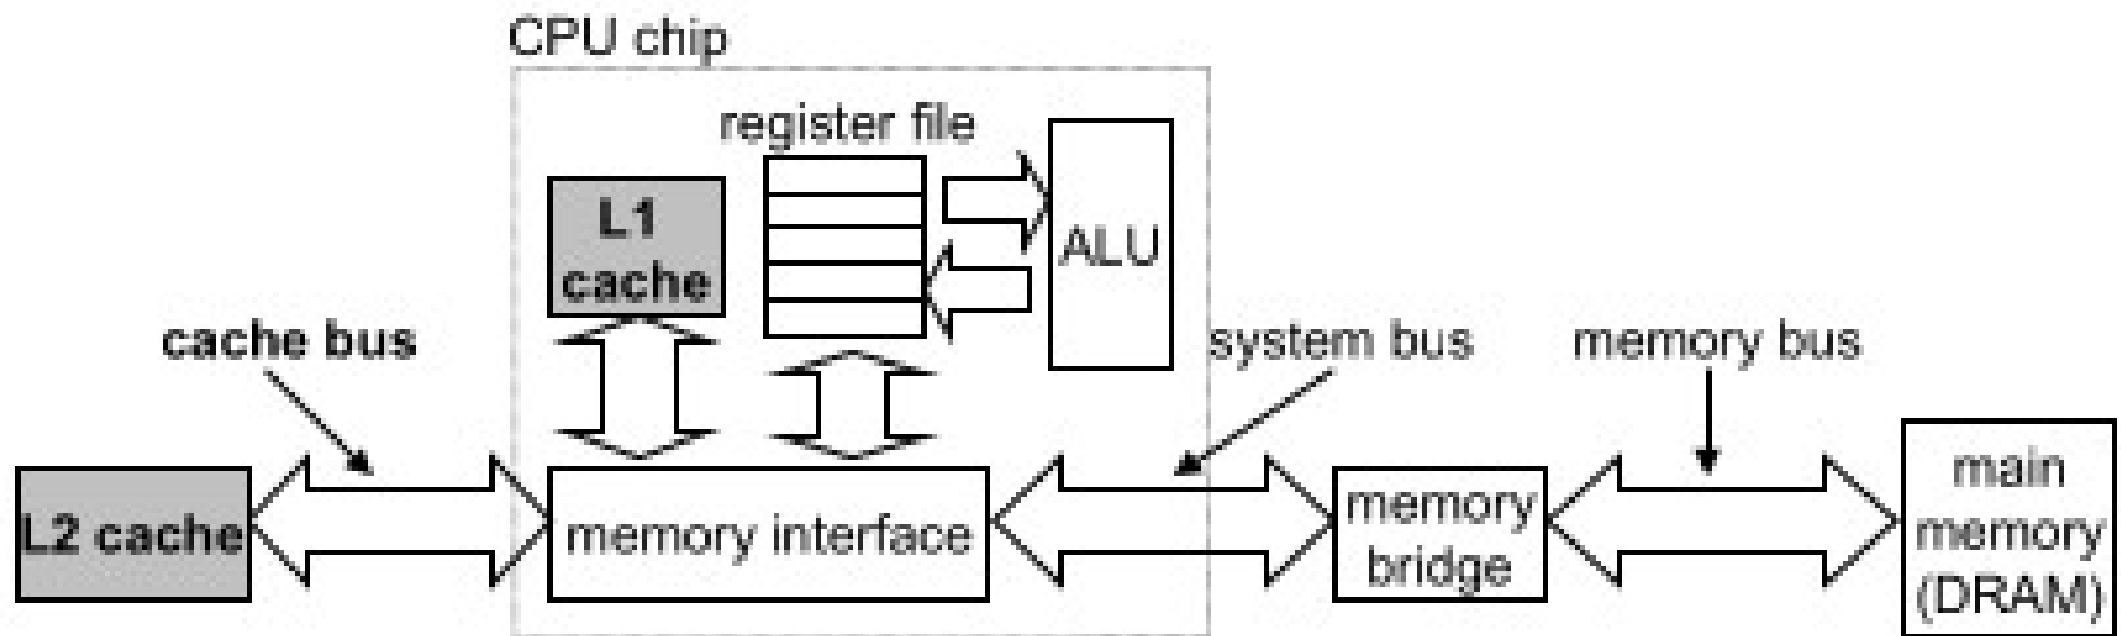 CPU chip
register file
L1
cache
ALU
cache bus
system bus
memory bus
L2 cache
memory interface
memory
bridge
main
memory
(DRAM)